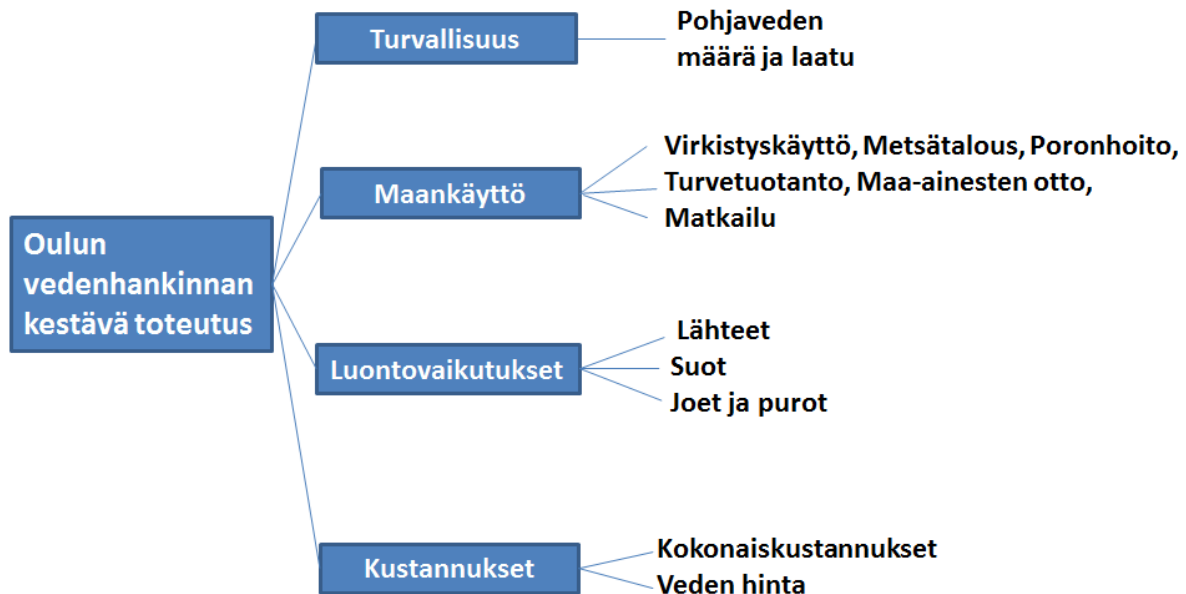 Turvallisuus
Pohjaveden
määrä ja laatu
Maankäyttö
Virkistyskäyttö, Metsätalous, Poronhoito,
Turvetuotanto, Maa-ainesten otto,
Matkailu
Oulun
vedenhankinnan
kestävä toteutus
Luontovaikutukset
Lähteet
Suot
Joet ja purot
Kustannukset
Kokonaiskustannukset
Veden hinta